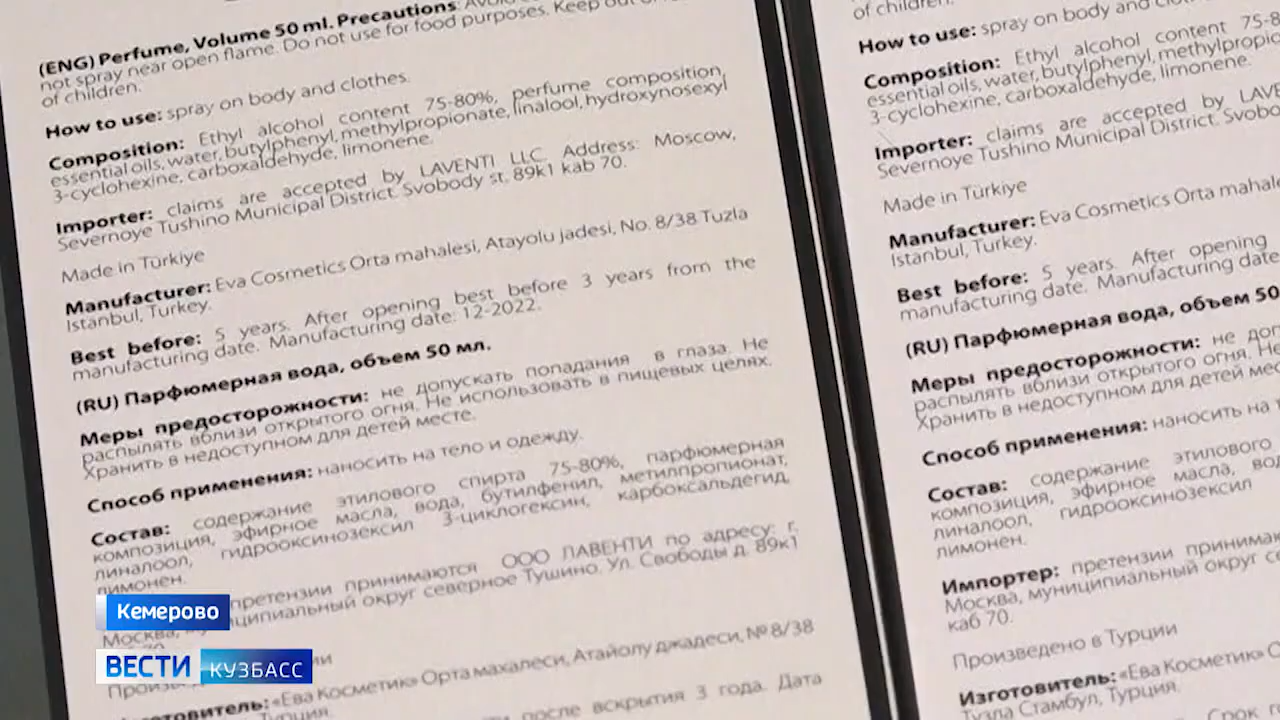 (ENG) Perfume, Volume 50 ml. Precautions:
not spray near open flame. Do not use for food purposes. Keep out of
of children.
How to use: spray on body and clothes.
Composition: Ethyl alcohol content 75-80%, perfume composition,
essential oils, water, butylphenyl, methylpropionate, linalool, hydroxynosexyl
3-cyclohexine, carboxaldehyde, limonene.
Importer: claims are accepted by LAVENTI LLC. Address: Moscow,
Severnoye Tushino Municipal District. Svobody st. 89k1 kab 70.
Made in Türkiye
Manufacturer: Eva Cosmetics Orta mahalesi, Atayolu jadesi, No. 8/38 Tuzla
Istanbul, Turkey.
Best before: 5 years. After opening best before 3 years from the
manufacturing date. Manufacturing date: 12-2022.
(RU) Парфюмерная вода, объем 50 мл.
Меры предосторожности: не допускать попадания в глаза. Не
распылять вблизи открытого огня. Не использовать в пищевых целях.
Хранить в недоступном для детей месте.
Способ применения: наносить на тело и одежду.
Состав: содержание этилового спирта 75-80%, парфюмерная
композиция, эфирное масла, вода, бутилфенил, метилпропионат,
линалоол, гидрооксинозексил 3-циклогексин, карбоксальдегид,
лимонен.
претензии принимаются ООО ЛАВЕНТИ по адресу: г.
Москва, муниципиальный округ северное Тушино. Ул. Свободы д. 89к1
«Ева Косметик» Орта махалеси, Атайолу джадеси, № 8/38
Турция.
после вскрытия 3 года. Дата
of children.
How to use: spray on body and
Composition: Ethyl alcohol content
essential oils, water, butylphenyl,
3-cyclohexine, carboxaldehyde, limonene.
Importer: claims are accepted by
Severnoye Tushino Municipal District.
Made in Türkiye
Manufacturer: Eva Cosmetics Orta
Istanbul, Turkey.
Best before: 5 years. After opening
manufacturing date. Manufacturing date
(RU) Парфюмерная вода, объем 50
Меры предосторожности: не
распылять вблизи открытого огня. Не
Хранить в недоступном для детей
Способ применения: наносить на
Состав: содержание этилового
композиция, эфирное масла,
линалоол, гидрооксинозексил
лимонен.
Импортер: претензии
Москва, муниципиальный округ
каб 70.
Произведено в Турции
Изготовитель: «Ева Косметик»
Тузла Стамбул, Турция.
Срок
Кемерово
ВЕСТИ КУЗБАСС